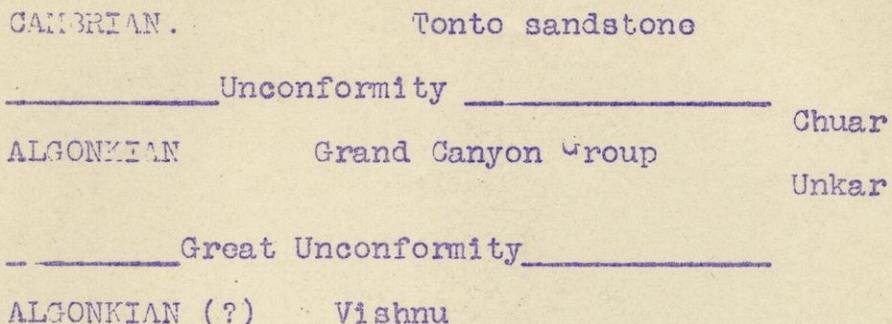 CAMBRIAN. Tonto sandstone
Unconformity
Chuar
ALGONKIAN Grand Canyon Group
Unkar
Great Unconformity
ALGONKIAN (?) Vishnu